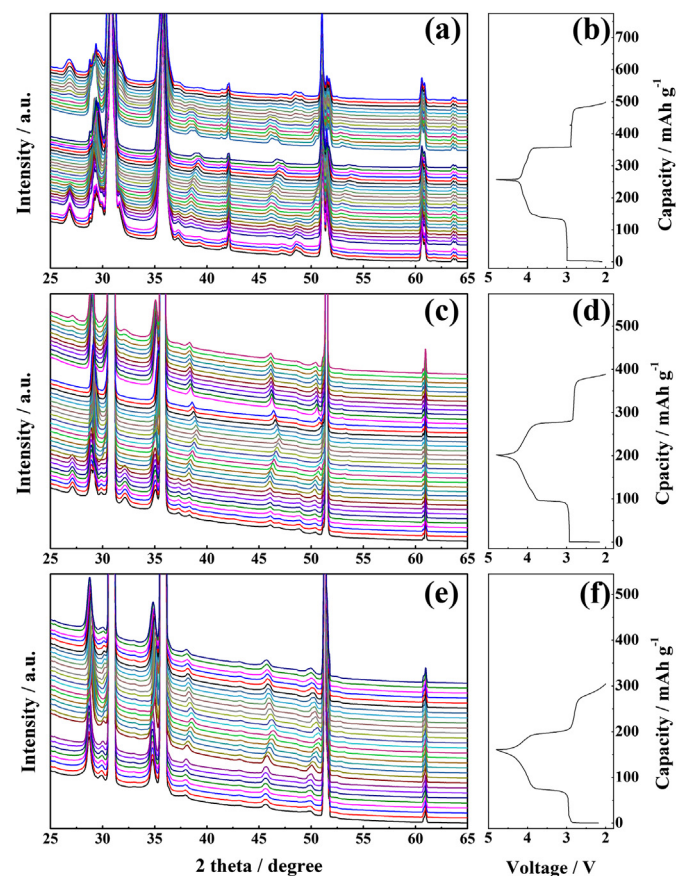 (a)
(b)
Intensity / a.u.
25 30 35 40 45 50 55 60 65
700
600
500
400
300
200
100
0
Capacity / mAh g-1
5 4 3 2
(c)
(d)
Intensity / a.u.
25 30 35 40 45 50 55 60 65
500
400
300
200
100
0
Cpacity / mAh g-1
5 4 3 2
(e)
(f)
Intensity / a.u.
25 30 35 40 45 50 55 60 65
2 theta / degree
500
400
300
200
100
0
Capacity / mAh g-1
5 4 3 2
Voltage / V